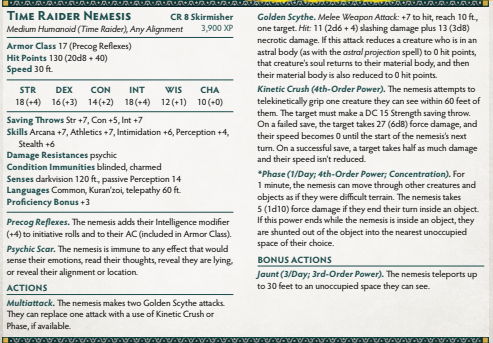 TIME RAIDER NEMESIS CR 8 SKIRMISHER
Medium Humanoid (Time Raider), Any Alignment 3,900 XP
Armor Class 17 (Precog Reflexes)
Hit Points 130 (20d8 + 40)
Speed 30 ft.
STR DEX CON INT WIS CHA
18 (+4) 16 (+3) 14 (+2) 18 (+4) 12 (+1) 10 (+0)
Saving Throws Str +7, Con +5, Int +7
Skills Arcana +7, Athletics +7, Intimidation +6, Perception +4,
Stealth +6
Damage Resistances psychic
Condition Immunities blinded, charmed
Senses darkvision 120 ft., passive Perception 14
Languages Common, Kuran'zoi, telepathy 60 ft.
Proficiency Bonus +3
Precog Reflexes. The nemesis adds their Intelligence modifier
(+4) to initiative rolls and to their AC (included in Armor Class).
Psychic Scar. The nemesis is immune to any effect that would
sense their emotions, read their thoughts, reveal they are lying,
or reveal their alignment or location.
ACTIONS
Multiattack. The nemesis makes two Golden Scythe attacks.
They can replace one attack with a use of Kinetic Crush or
Phase, if available.
Golden Scythe. Melee Weapon Attack: +7 to hit, reach 10 ft.,
one target. Hit: 11 (2d6 + 4) slashing damage plus 13 (3d8)
necrotic damage. If this attack reduces a creature who is in an
astral body (as with the astral projection spell) to 0 hit points,
that creature's soul returns to their material body, and then
their material body is also reduced to 0 hit points.
Kinetic Crush (4th-Order Power). The nemesis attempts to
telekinetically grip one creature they can see within 60 feet of
them. The target must make a DC 15 Strength saving throw.
On a failed save, the target takes 27 (6d8) force damage, and
their speed becomes 0 until the start of the nemesis's next
turn. On a successful save, a target takes half as much damage
and their speed isn't reduced.
*Phase (1/Day; 4th-Order Power; Concentration). For
1 minute, the nemesis can move through other creatures and
objects as if they were difficult terrain. The nemesis takes
5 (1d10) force damage if they end their turn inside an object.
If this power ends while the nemesis is inside an object, they
are shunted out of the object into the nearest unoccupied
space of their choice.
BONUS ACTIONS
Jaunt (3/Day; 3rd-Order Power). The nemesis teleports up
to 30 feet to an unoccupied space they can see.